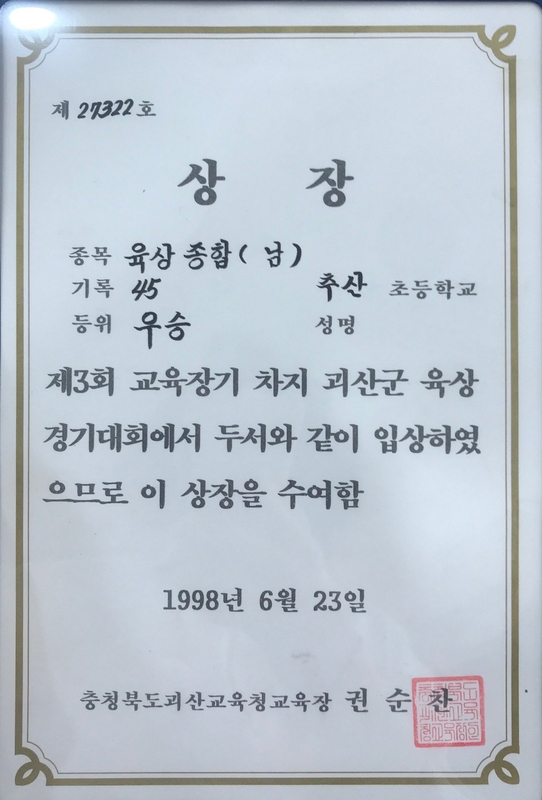 제 27322 호
상 장
종목 육상 종합 ( 남 )
기록 45 추산 초등학교
등위 우승 성명
제3회 교육장기 차지 괴산군 육상
경기대회에서 두서와 같이 입상하였
으므로 이 상장을 수여함
1998년 6월 23일
충청북도괴산교육청교육장 권 순 찬